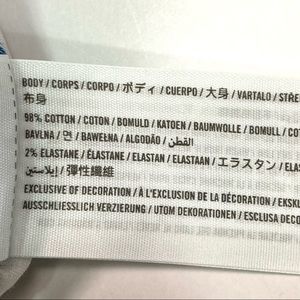 BODY / CORPS / CORPO / ボディ / CUERPO / 大身 / VARTALO / STŘE
布身
98% COTTON / COTON / BOMULD / KATOEN / BAUMWOLLE / BOMULL / COT
BAVLNA / 면 / BAWEŁNA / ALGODÃO / القطن
2% ELASTANE / ÉLASTANE / ELASTAN / ELASTAAN / エラスタン / ELAS
إيلاستين / 彈性纖維
EXCLUSIVE OF DECORATION / À L'EXCLUSION DE LA DÉCORATION / EKSKL
AUSSCHLIESSLICH VERZIERUNG / UTOM DEKORATIONEN / ESCLUSA DECO